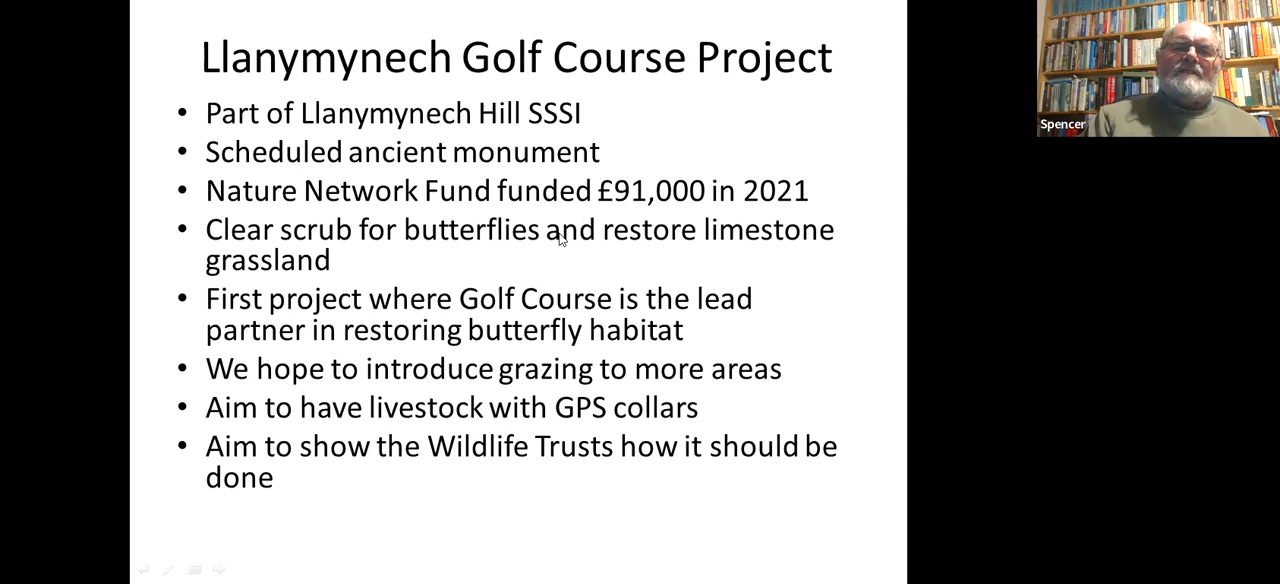 Llanymynech Golf Course Project
• Part of Llanymynech Hill SSSI
• Scheduled ancient monument
• Nature Network Fund funded £91,000 in 2021
• Clear scrub for butterflies and restore limestone
grassland
• First project where Golf Course is the lead
partner in restoring butterfly habitat
• We hope to introduce grazing to more areas
• Aim to have livestock with GPS collars
• Aim to show the Wildlife Trusts how it should be
done
Spencer